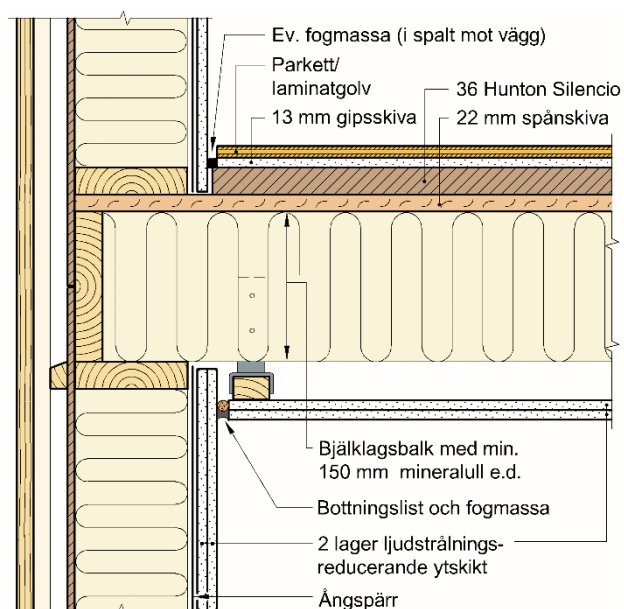 Ev. fogmassa (i spalt mot vägg)
Parkett/
laminatgolv
36 Hunton Silencio
13 mm gipsskiva
22 mm spånskiva
Bjälklagsbalk med min.
150 mm mineralull e.d.
Bottningslist och fogmassa
2 lager ljudstrålnings-
reducerande ytskikt
Ångspärr